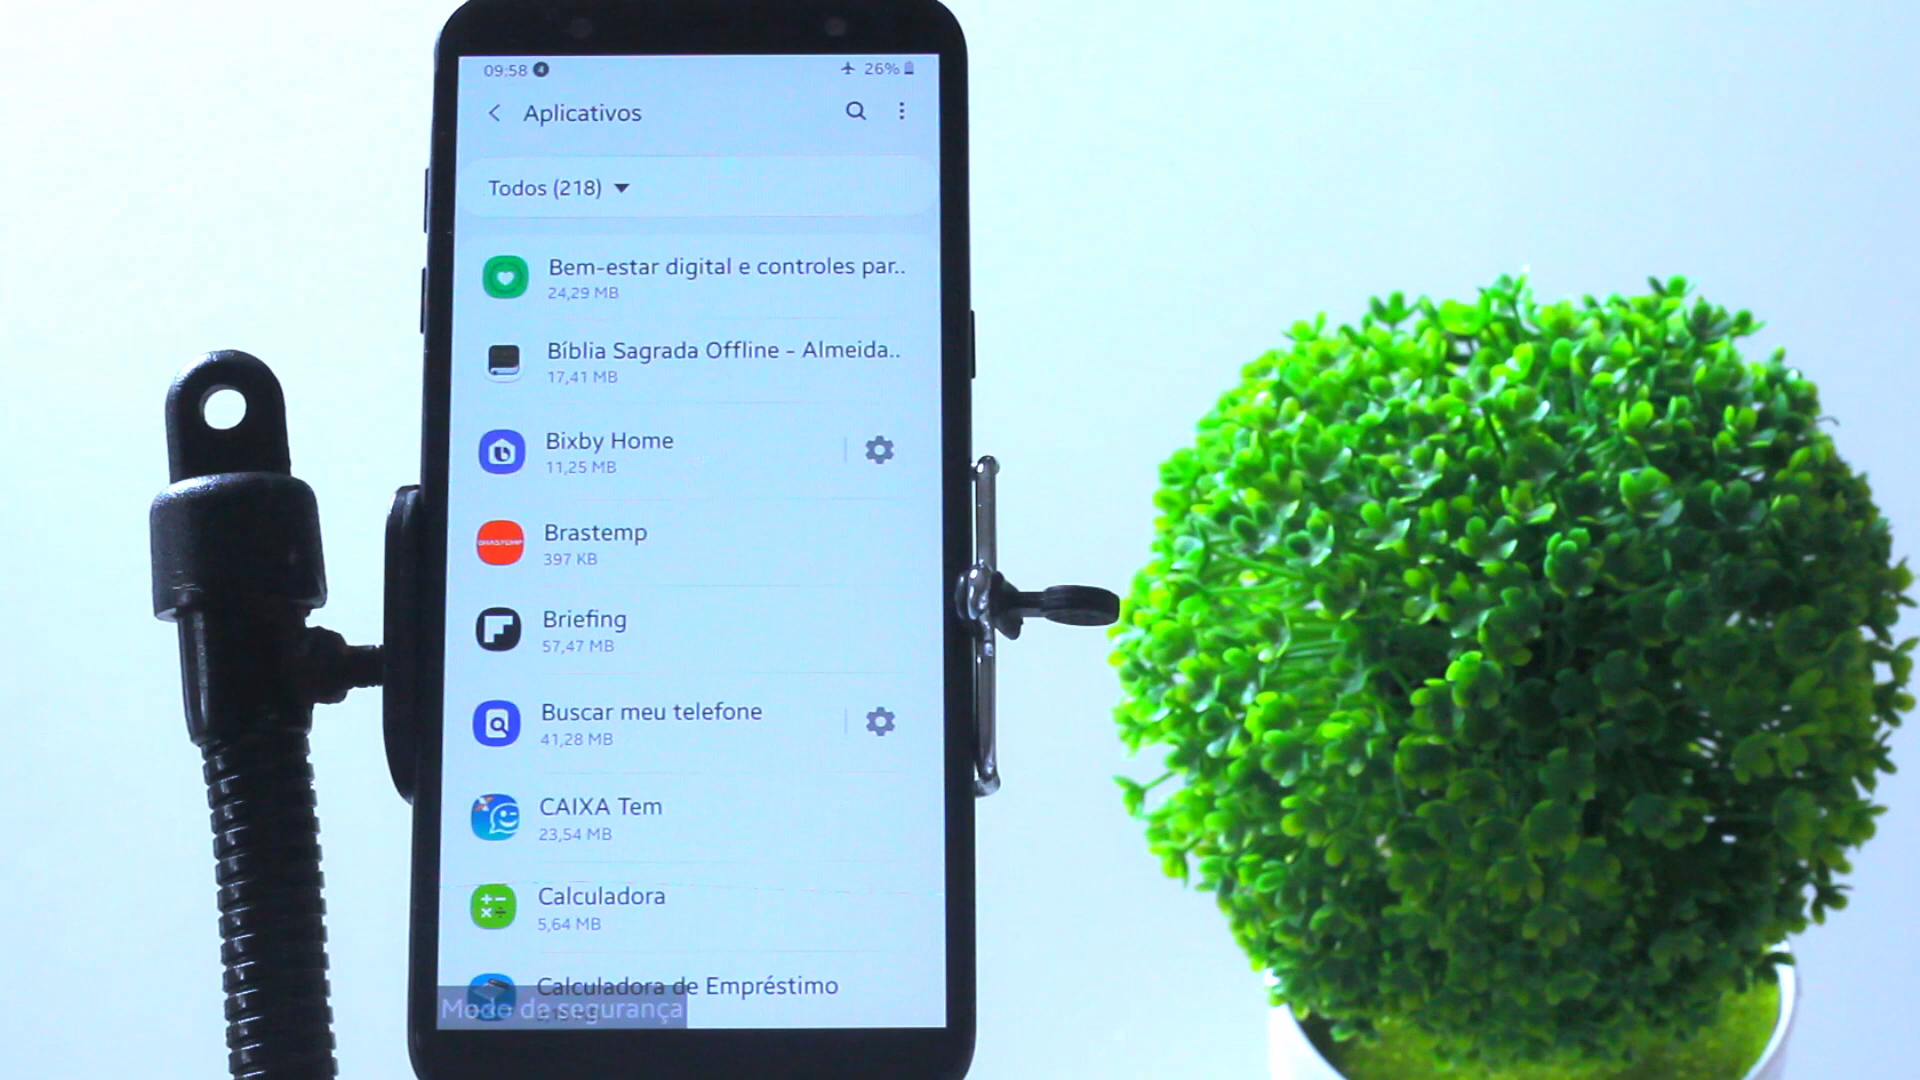 09:58 4 26%
Aplicativos
Todos (218)
Bem-estar digital e controles par..
24,29 MB
Bíblia Sagrada Offline - Almeida..
17,41 MB
Bixby Home
11,25 MB
BRASTEMP
Brastemp
397 KB
Briefing
57,47 MB
Buscar meu telefone
41,28 MB
CAIXA Tem
23,54 MB
Calculadora
5,64 MB
Calculadora de Empréstimo
Modo de segurança